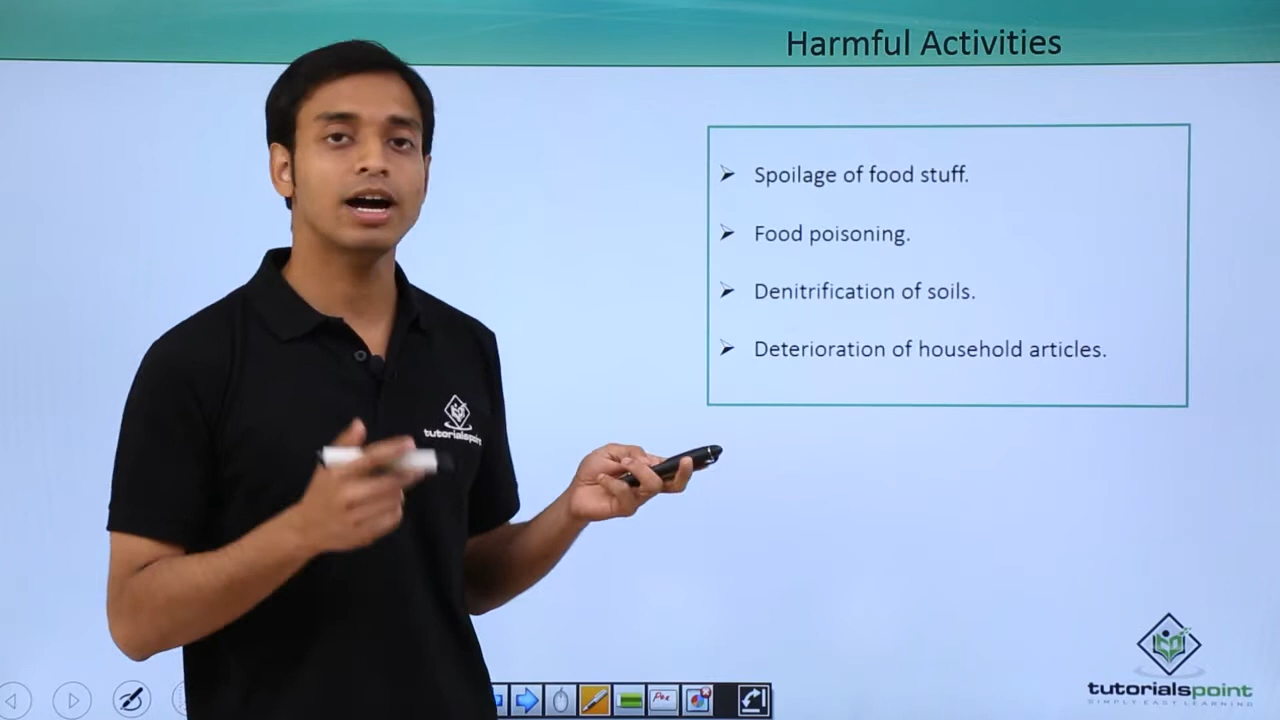 Harmful Activities
Spoilage of food stuff.
Food poisoning.
Denitrification of soils.
Deterioration of household articles.
tutorialspoint
Pen
tutorialspoint
SIMPLY EASY LEARNING